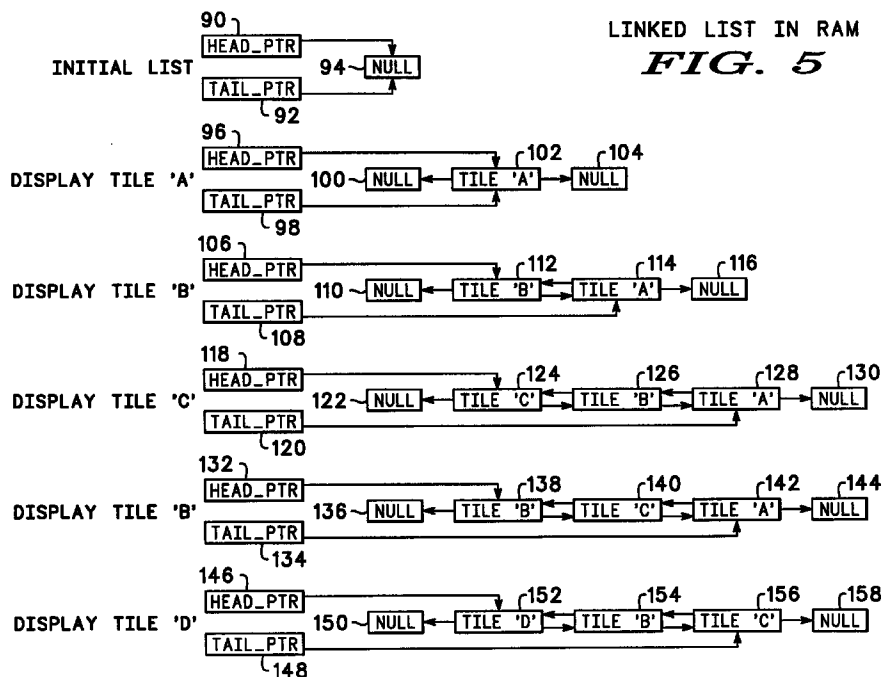 LINKED LIST IN RAM
FIG. 5
90
HEAD_PTR
INITIAL LIST
94
NULL
TAIL_PTR
92
96
HEAD_PTR
102
104
DISPLAY TILE 'A'
100
NULL
TILE 'A'
NULL
TAIL_PTR
98
106
HEAD_PTR
112
114
116
DISPLAY TILE 'B'
110
NULL
TILE 'B'
TILE 'A'
NULL
TAIL_PTR
108
118
HEAD_PTR
124
126
128
130
DISPLAY TILE 'C'
122
NULL
TILE 'C'
TILE 'B'
TILE 'A'
NULL
TAIL_PTR
120
132
HEAD_PTR
138
140
142
144
DISPLAY TILE 'B'
136
NULL
TILE 'B'
TILE 'C'
TILE 'A'
NULL
TAIL_PTR
134
146
HEAD_PTR
152
154
156
158
DISPLAY TILE 'D'
150
NULL
TILE 'D'
TILE 'B'
TILE 'C'
NULL
TAIL_PTR
148